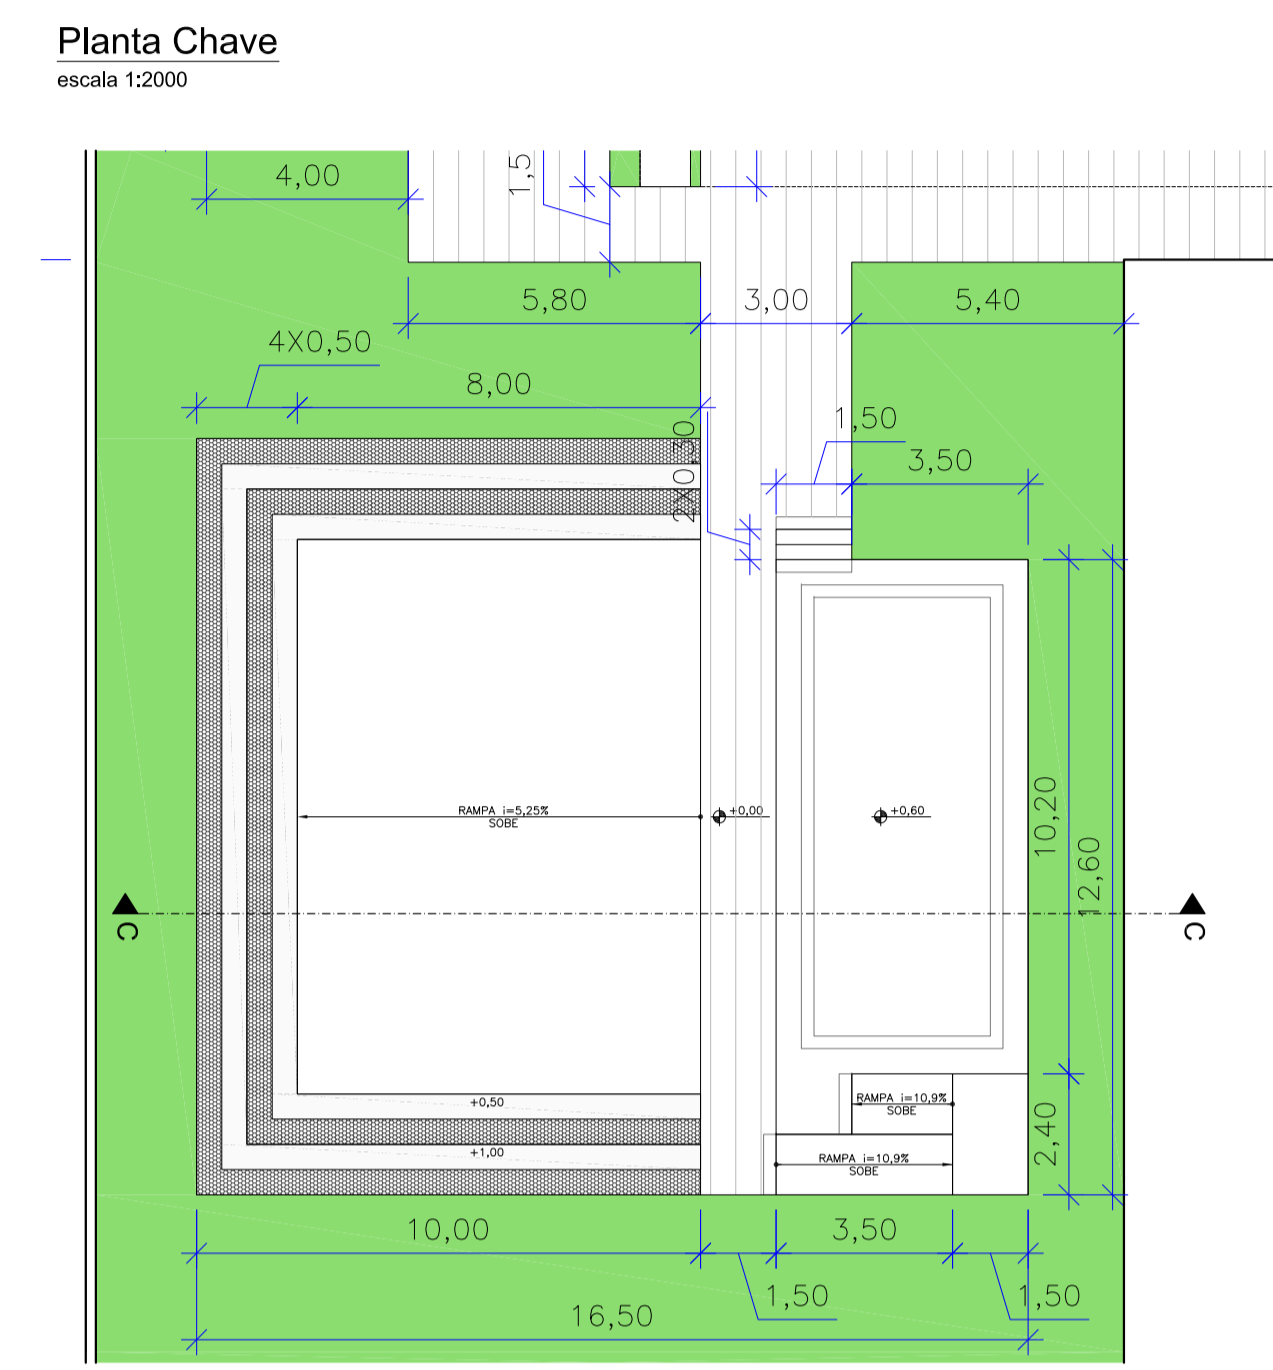 Planta Chave
escala 1:2000
4,00
1,5
5,80
3,00
5,40
4X0,50
8,00
2X0,30
1,50
3,50
RAMPA i=5,25%
SOBE
+0,00
+0,60
10,20
12,60
C
C
+0,50
+1,00
RAMPA i=10,9%
SOBE
RAMPA i=10,9%
SOBE
2,40
10,00
3,50
1,50
1,50
16,50